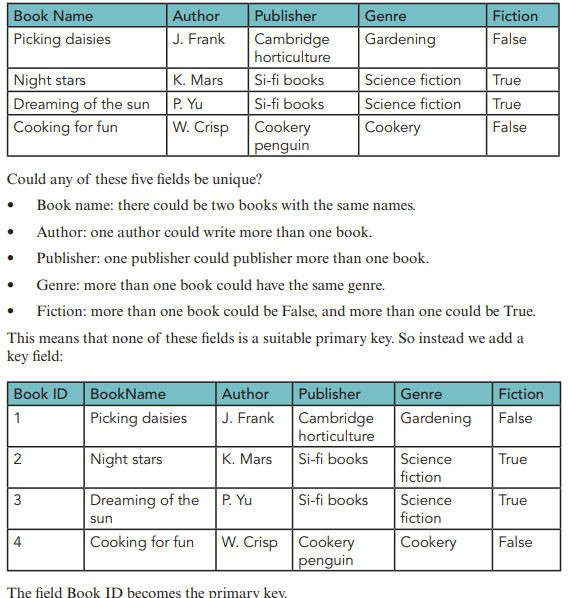 Book Name Author Publisher Genre Fiction
Picking daisies J. Frank Cambridge horticulture Gardening False
Night stars K. Mars Si-fi books Science fiction True
Dreaming of the sun P. Yu Si-fi books Science fiction True
Cooking for fun W. Crisp Cookery penguin Cookery False
Could any of these five fields be unique?
• Book name: there could be two books with the same names.
• Author: one author could write more than one book.
• Publisher: one publisher could publisher more than one book.
• Genre: more than one book could have the same genre.
• Fiction: more than one book could be False, and more than one could be True.
This means that none of these fields is a suitable primary key. So instead we add a
key field:
Book ID BookName Author Publisher Genre Fiction
1 Picking daisies J. Frank Cambridge horticulture Gardening False
2 Night stars K. Mars Si-fi books Science fiction True
3 Dreaming of the sun P. Yu Si-fi books Science fiction True
4 Cooking for fun W. Crisp Cookery penguin Cookery False
The field Book ID becomes the primary key.